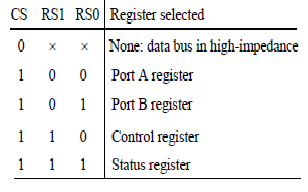 CS RS1 RS0 Register selected
0 × × None: data bus in high-impedance
1 0 0 Port A register
1 0 1 Port B register
1 1 0 Control register
1 1 1 Status register